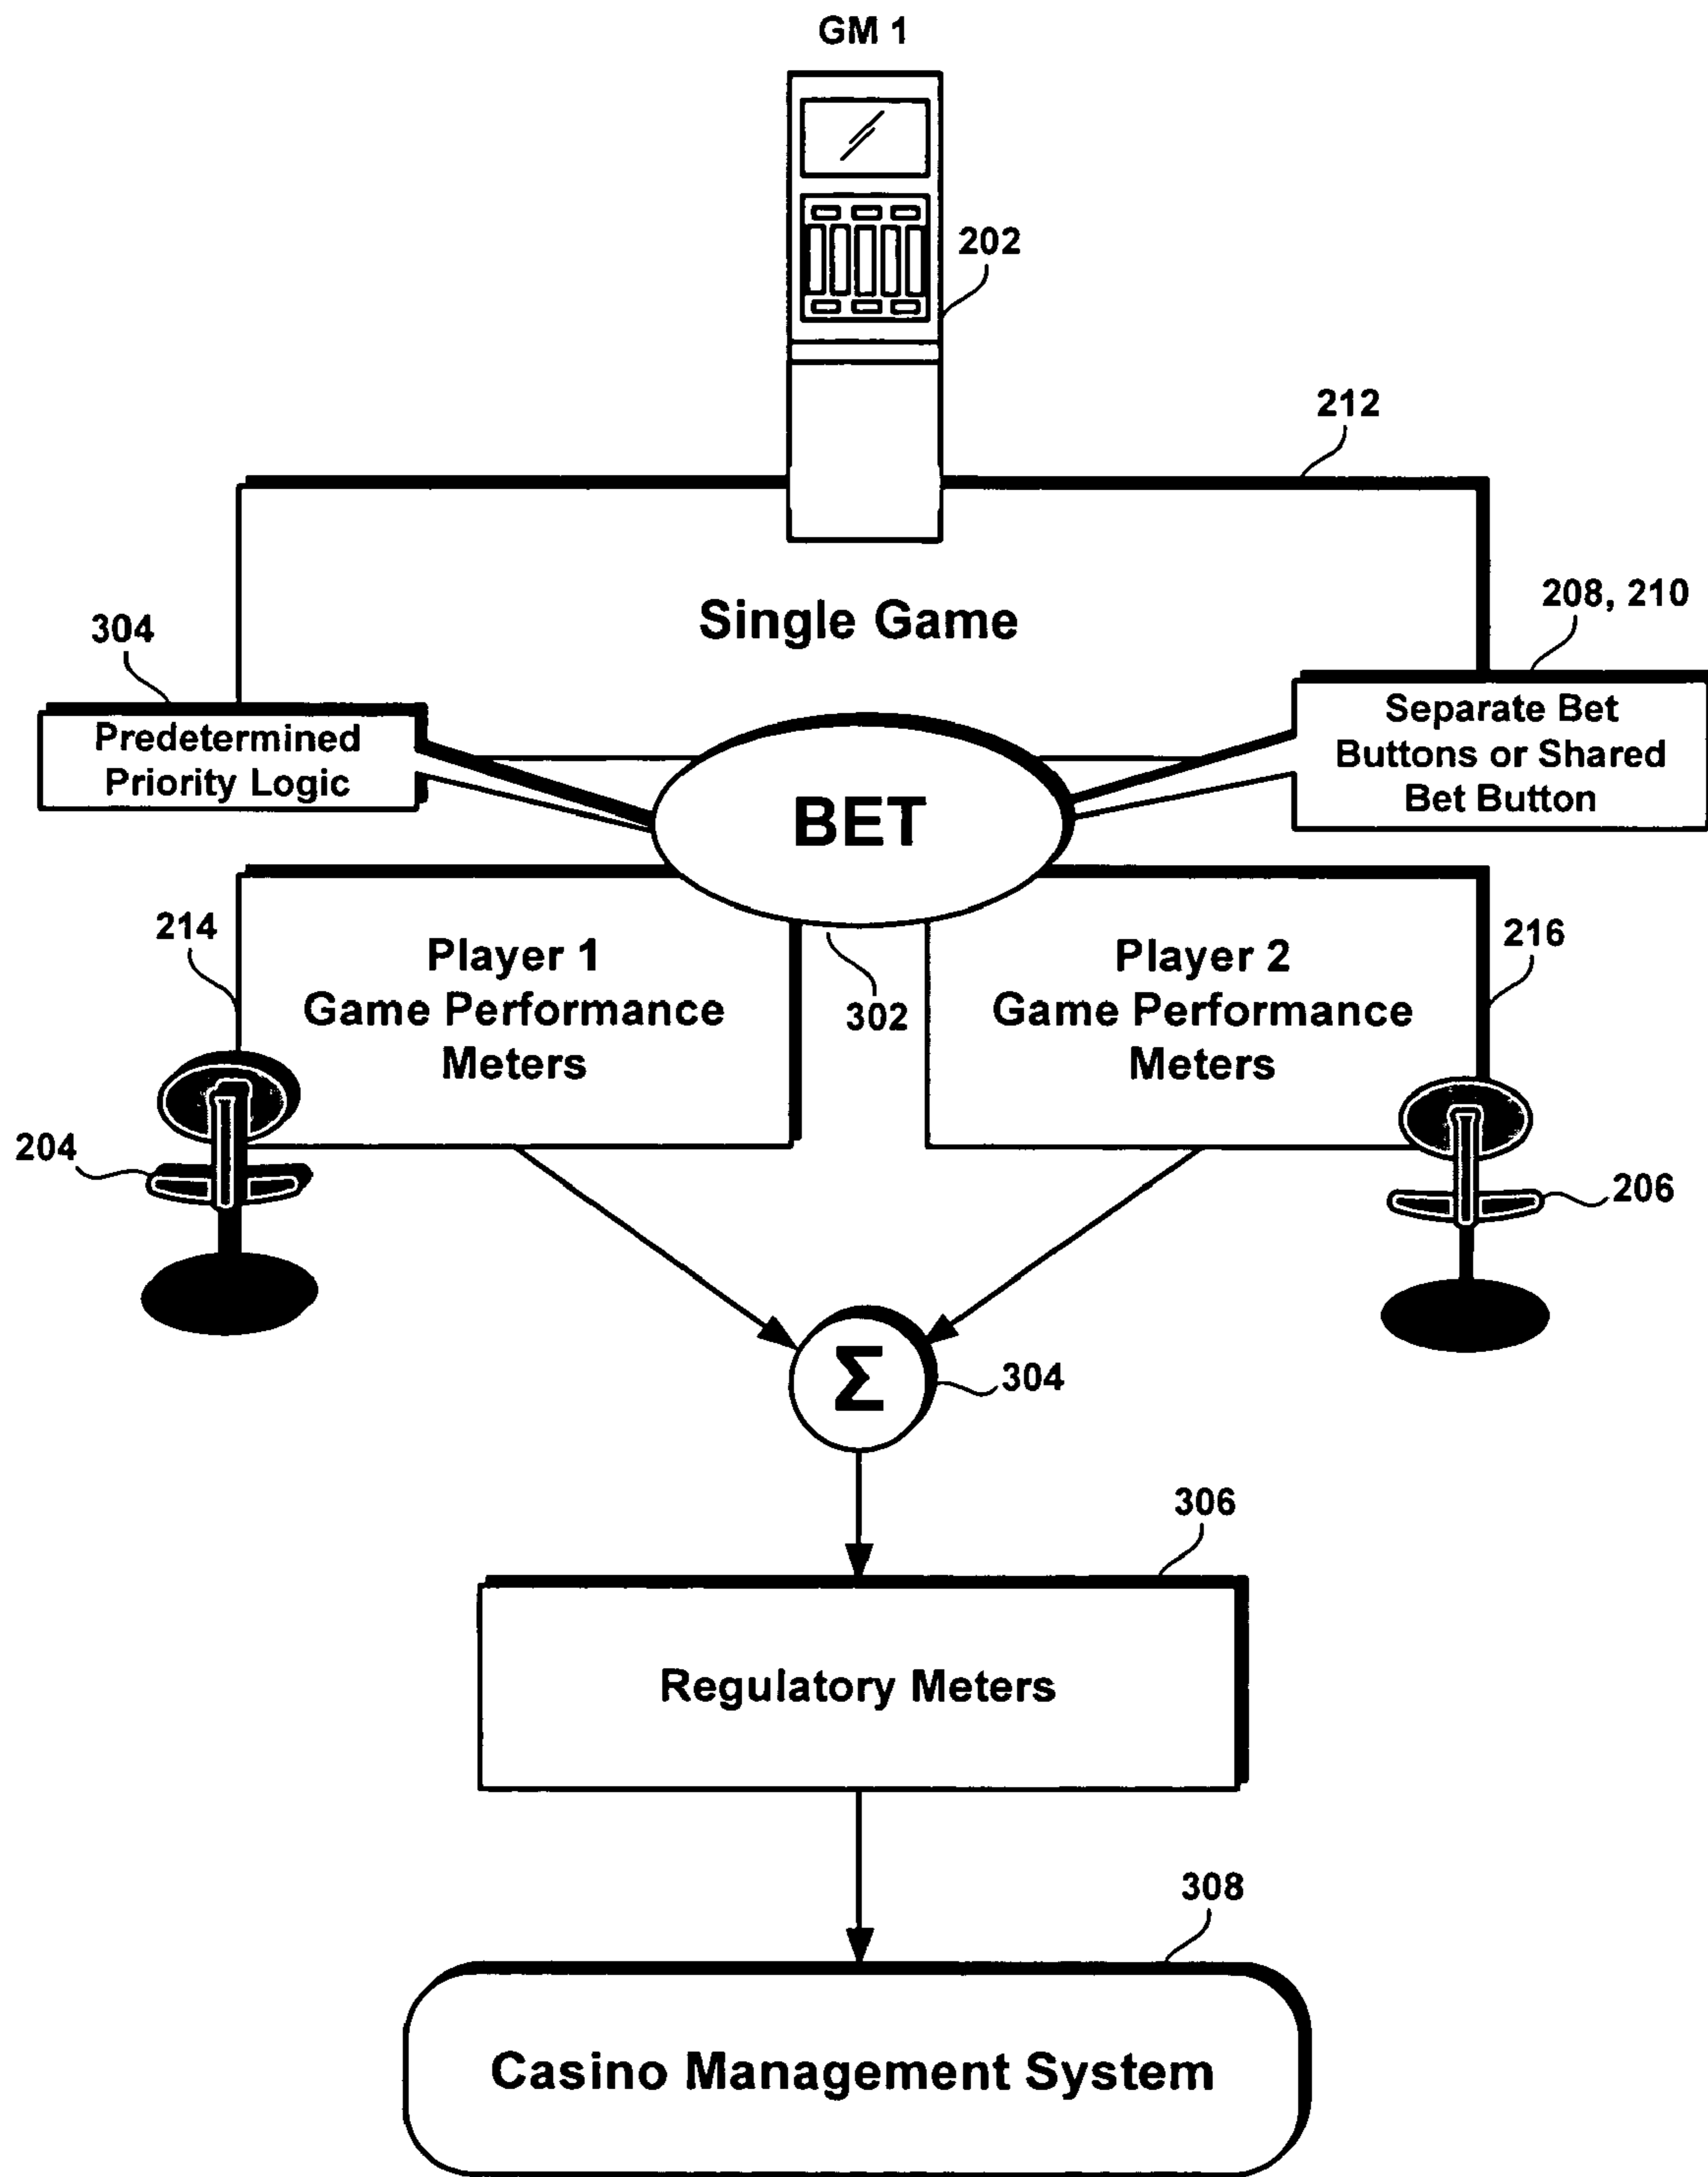 GM 1
202
212
208, 210
Single Game
304
Predetermined
Priority Logic
Separate Bet
Buttons or Shared
Bet Button
BET
214
Player 1
Game Performance
Meters
302
Player 2
Game Performance
Meters
216
204
206
Σ
304
306
Regulatory Meters
308
Casino Management System